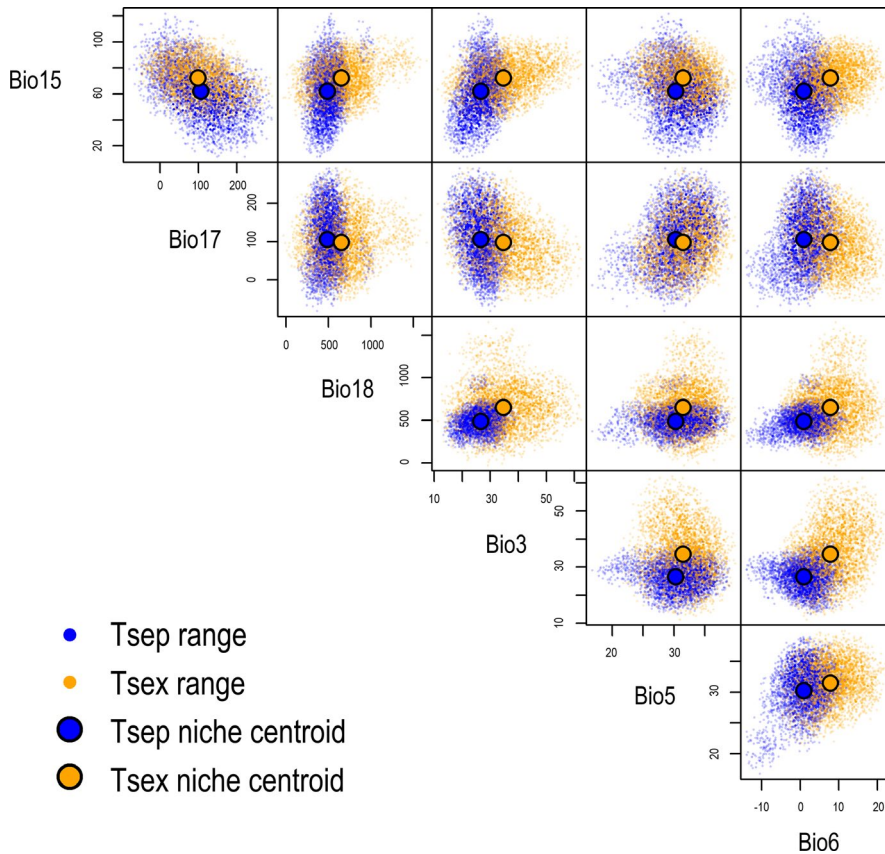 100
60
20
Bio15
0 100 200
200
100
0
Bio17
0 500 1000
1000
500
0
Bio18
10 30 50
50
30
10
Bio3
20 30
30
20
Bio5
-10 0 10 20
Bio6
Tsep range
Tsex range
Tsep niche centroid
Tsex niche centroid